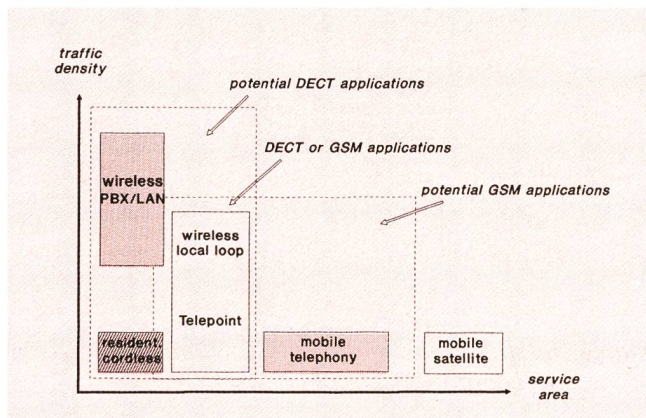 traffic
density
potential DECT applications
DECT or GSM applications
potential GSM applications
wireless
PBX/LAN
wireless
local loop
Telepoint
resident.
cordless
mobile
telephony
mobile
satellite
service
area